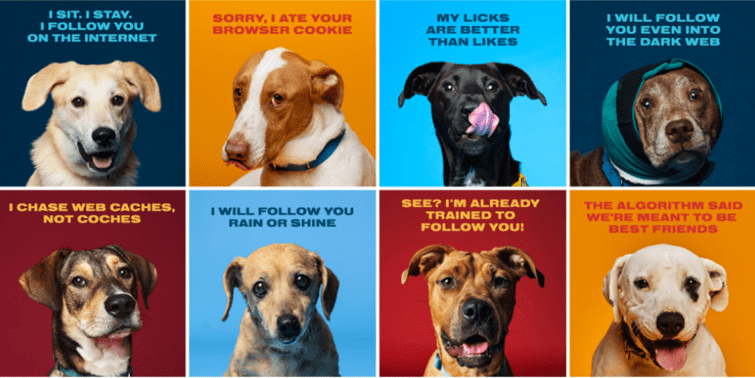 I SIT. I STAY.
I FOLLOW YOU
ON THE INTERNET
SORRY, I ATE YOUR
BROWSER COOKIE
MY LICKS
ARE BETTER
THAN LIKES
I WILL FOLLOW
YOU EVEN INTO
THE DARK WEB
I CHASE WEB CACHES,
NOT COCHES
I WILL FOLLOW YOU
RAIN OR SHINE
SEE? I'M ALREADY
TRAINED TO
FOLLOW YOU!
THE ALGORITHM SAID
WE'RE MEANT TO BE
BEST FRIENDS